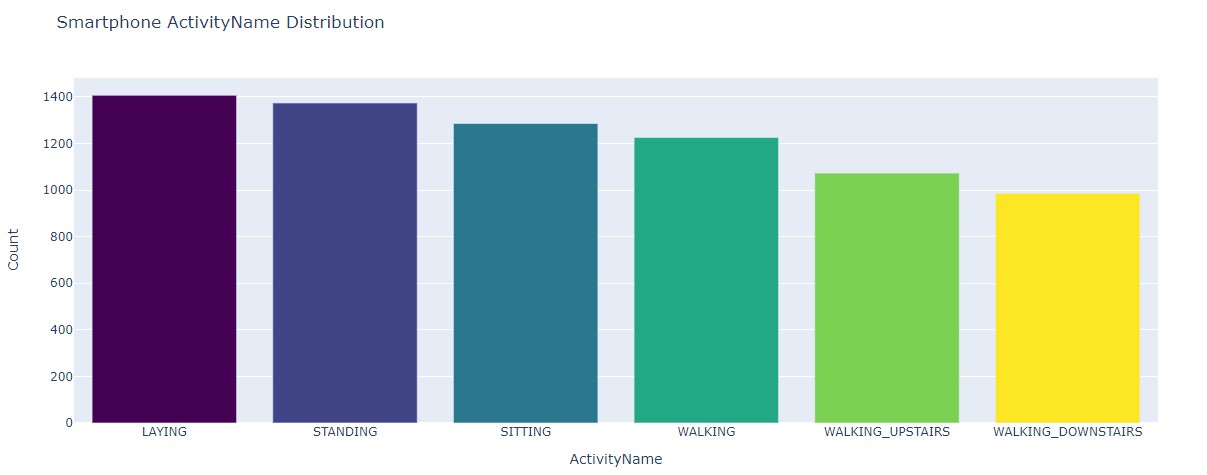 Smartphone ActivityName Distribution
1400
1200
1000
800
600
400
200
0
Count
LAYING STANDING SITTING WALKING WALKING_UPSTAIRS WALKING_DOWNSTAIRS
ActivityName